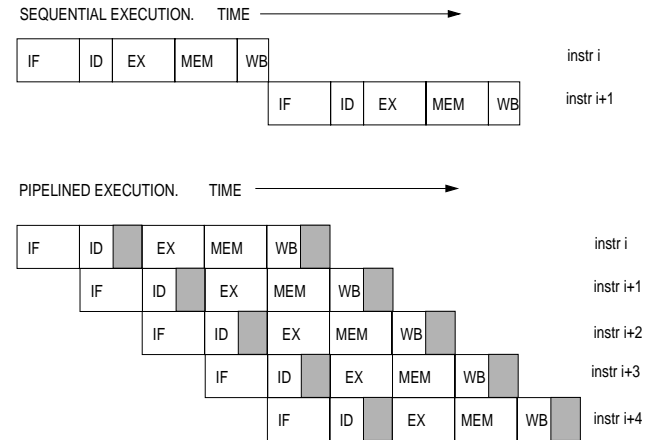 SEQUENTIAL EXECUTION. TIME
IF ID EX MEM WB instr i
IF ID EX MEM WB instr i+1
PIPELINED EXECUTION. TIME
IF ID EX MEM WB instr i
IF ID EX MEM WB instr i+1
IF ID EX MEM WB instr i+2
IF ID EX MEM WB instr i+3
IF ID EX MEM WB instr i+4